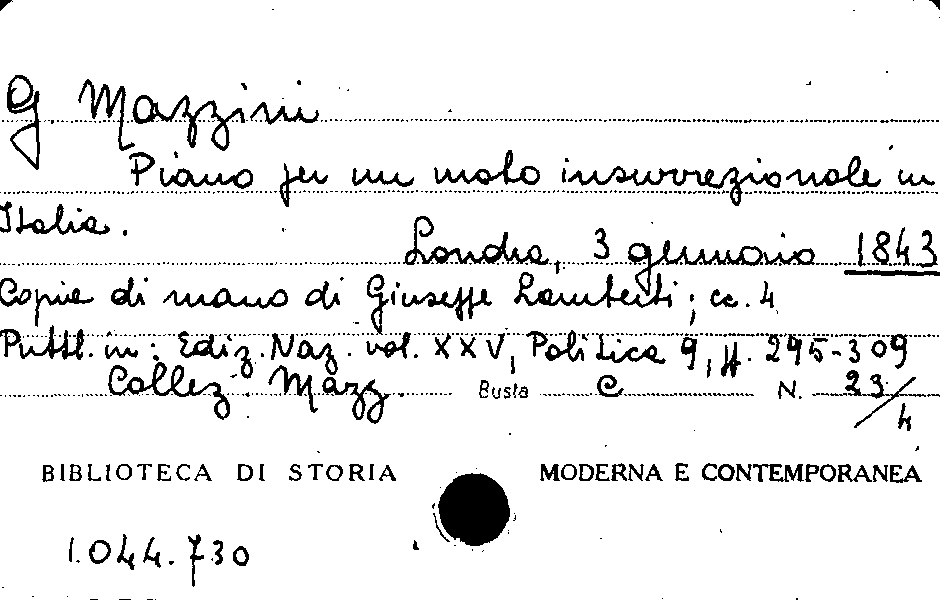 G Mazzini
Piano per un moto insurrezionale in
Italia.
Londra, 3 gennaio 1843
Copia di mano di Giuseppe Lamberti; cc. 4
Pubbl. in: Ediz. Naz. vol. XXV, Politica 9, pp. 295-309
Collez. Mazz. Busta C N. 23/4
BIBLIOTECA DI STORIA MODERNA E CONTEMPORANEA
1.044.730